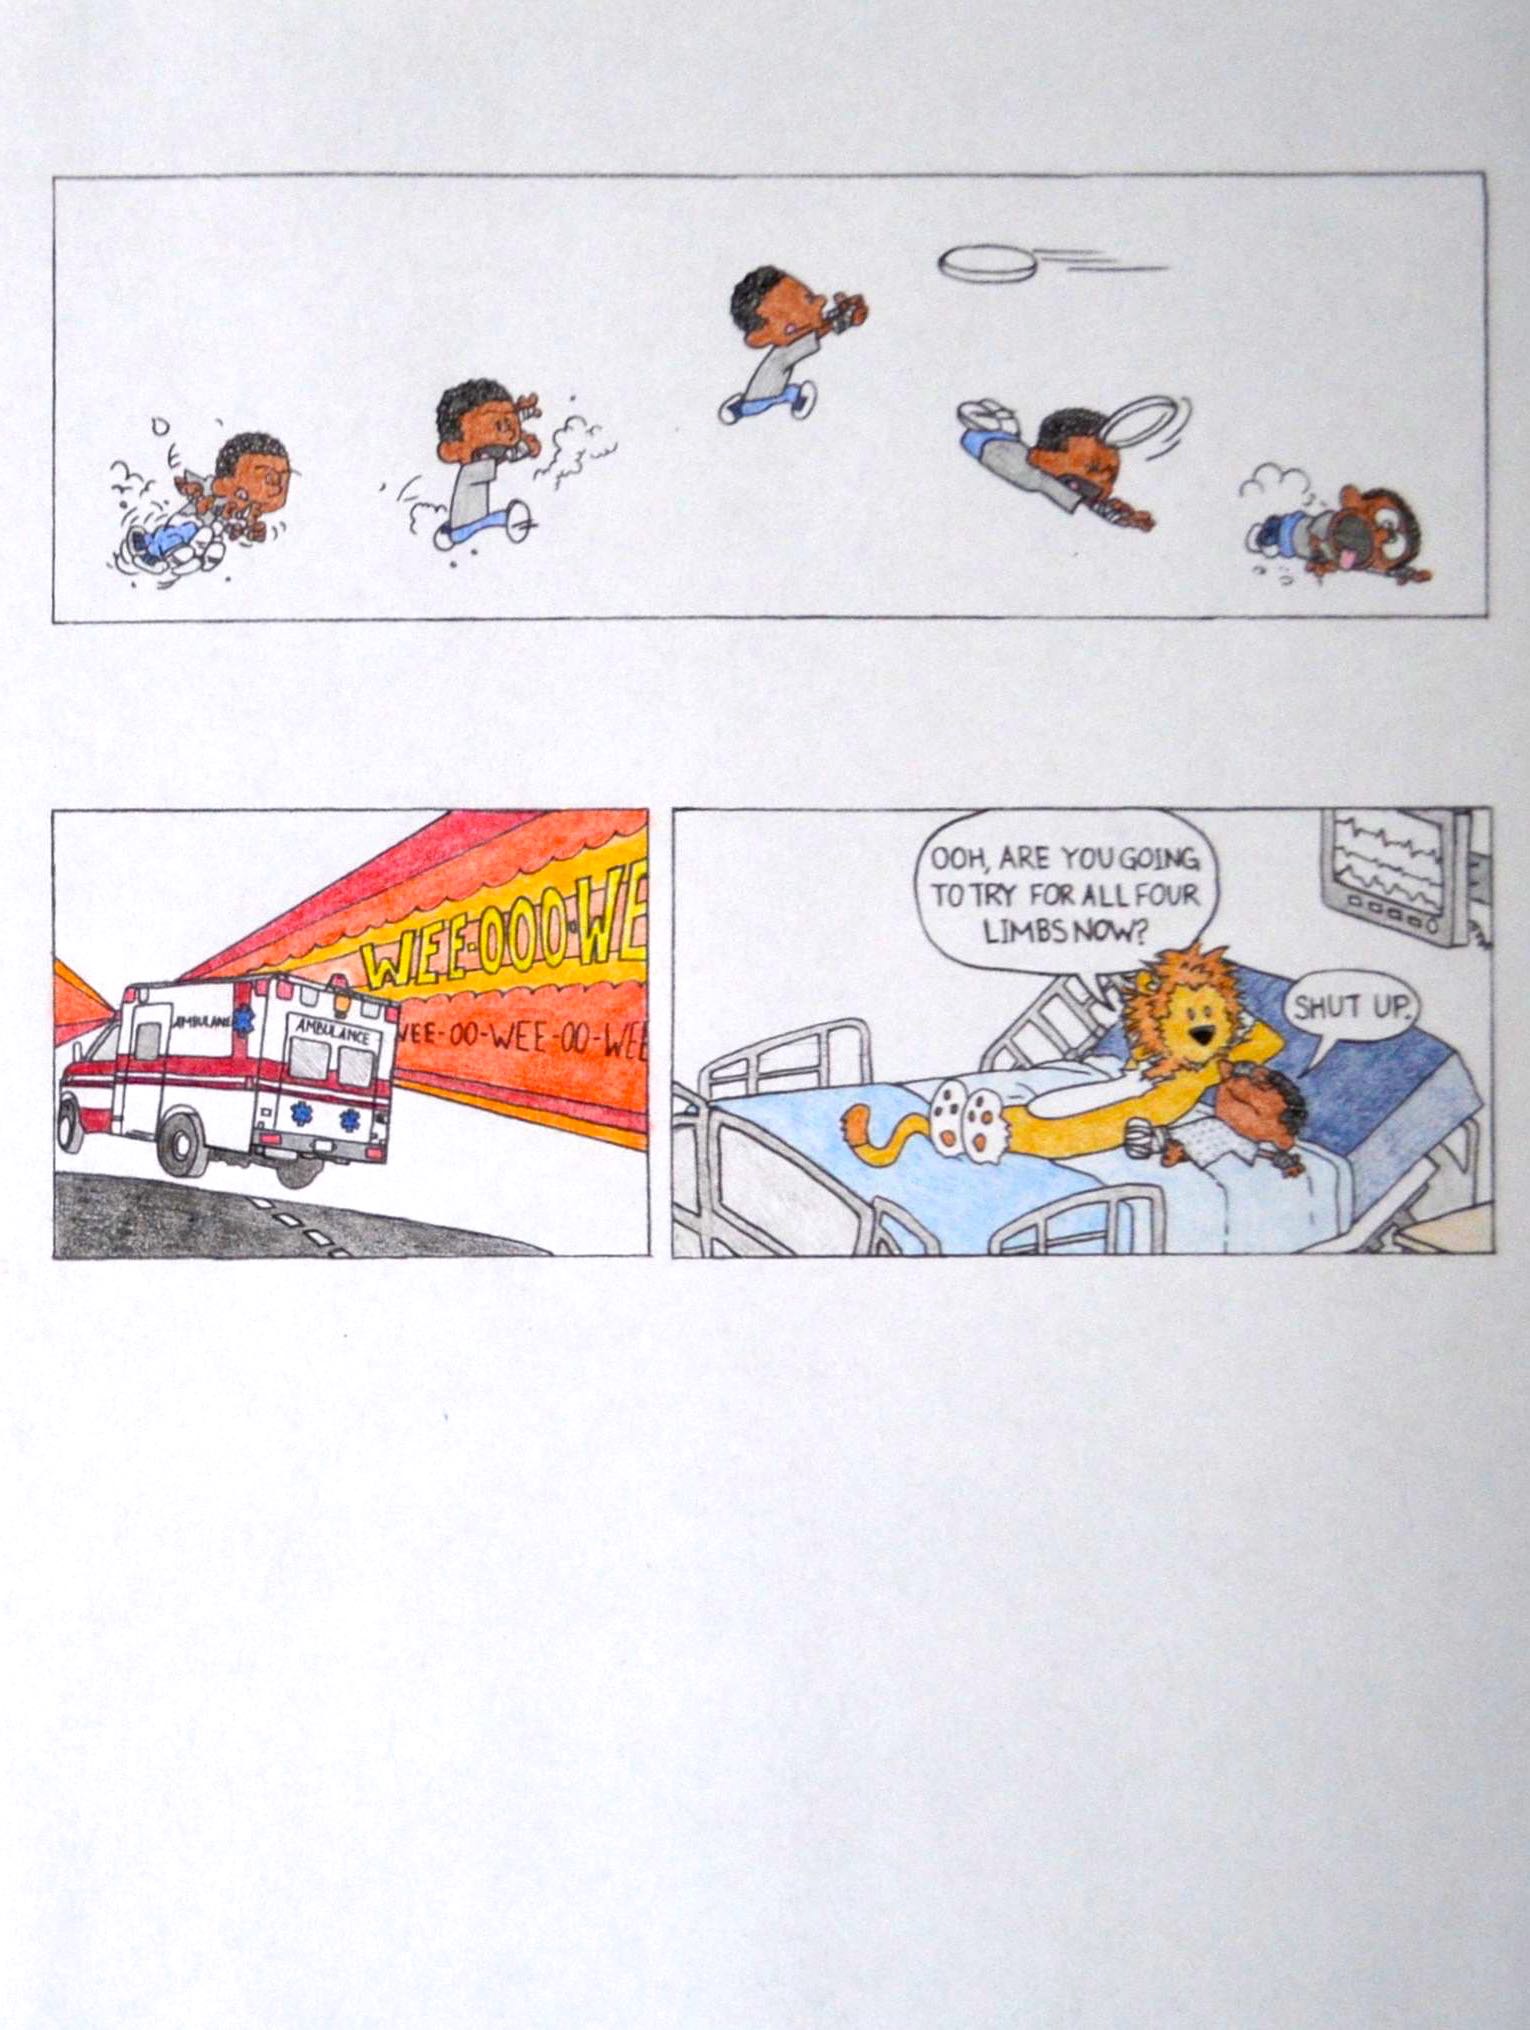 WEE-OOO-WE
WEE-OO-WEE-OO-WEE
AMBULANC
AMBULANCE
OOH, ARE YOU GOING
TO TRY FOR ALL FOUR
LIMBS NOW?
SHUT UP.